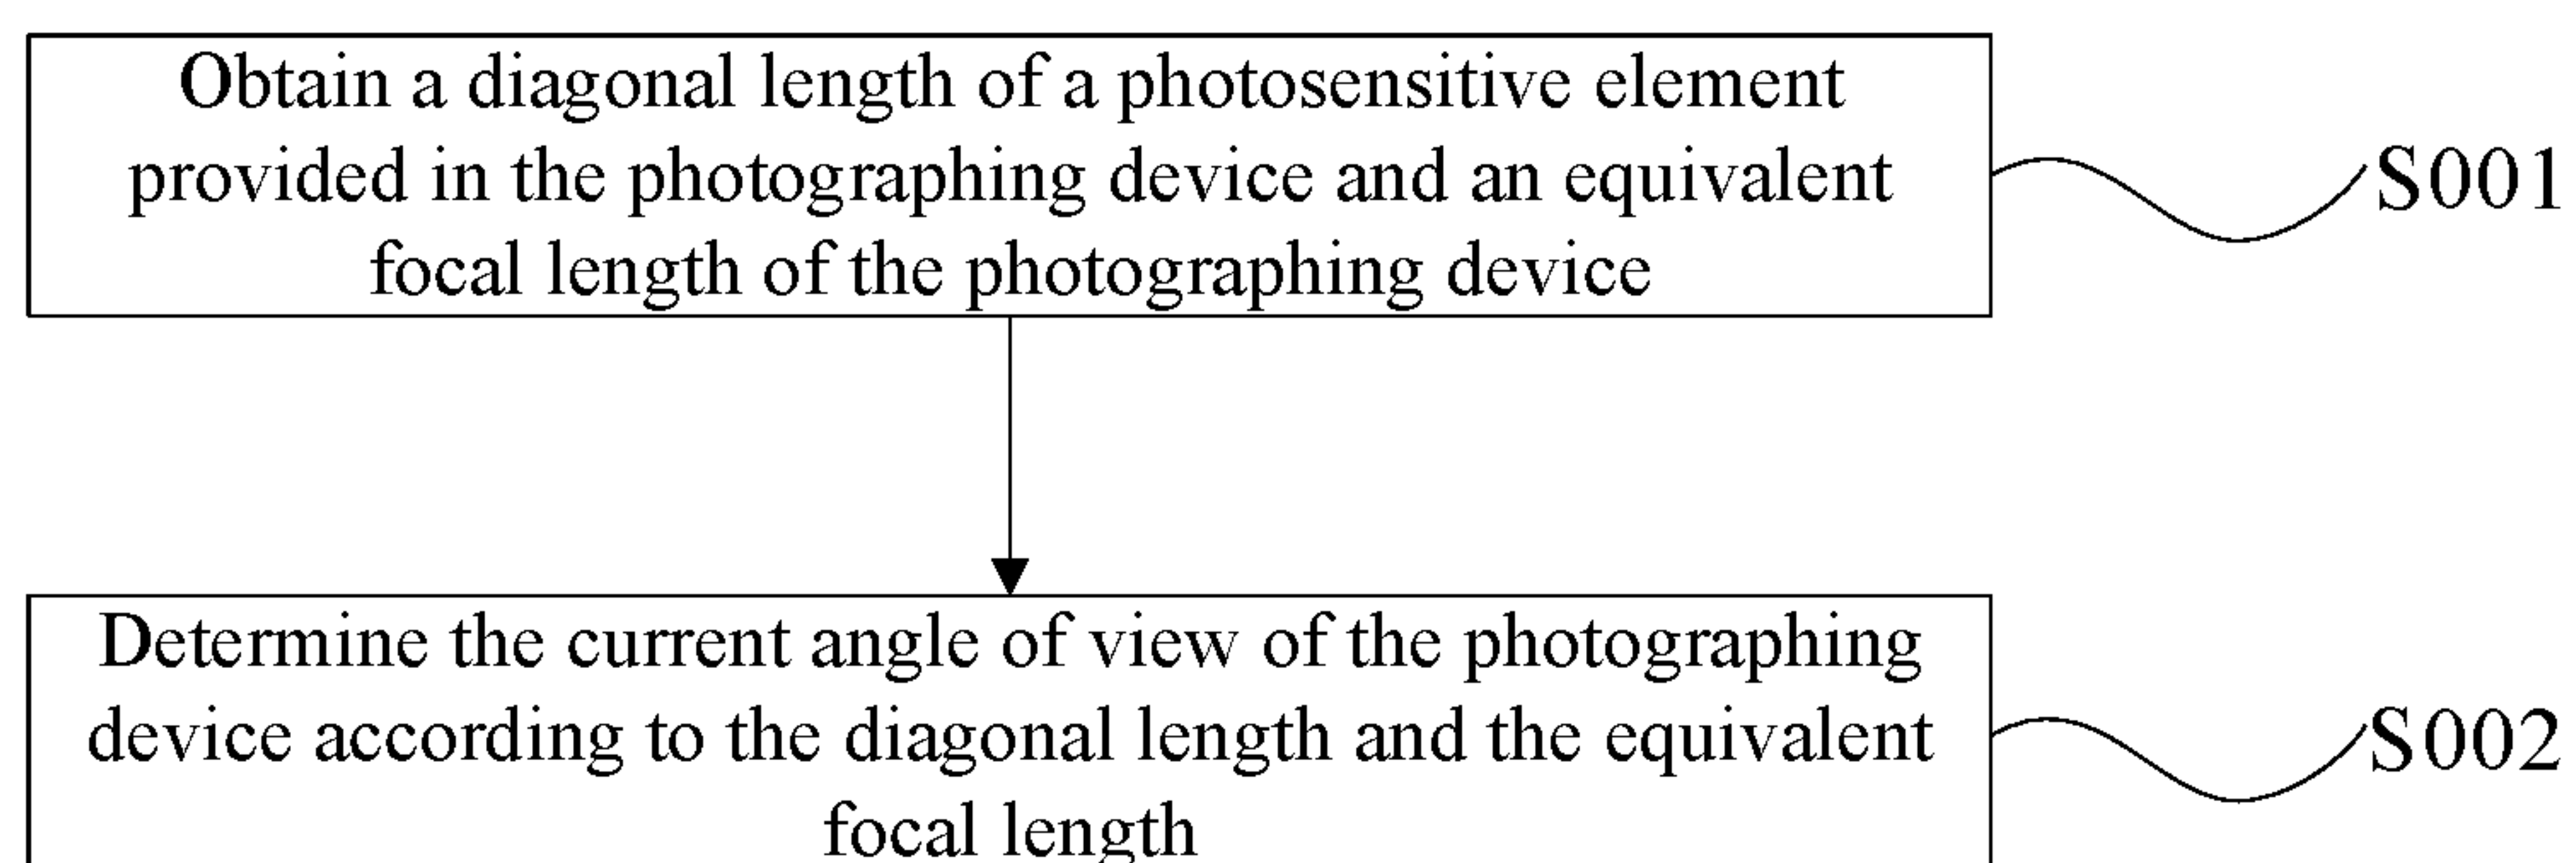 Obtain a diagonal length of a photosensitive element
provided in the photographing device and an equivalent
focal length of the photographing device
S001
Determine the current angle of view of the photographing
device according to the diagonal length and the equivalent
focal length
S002